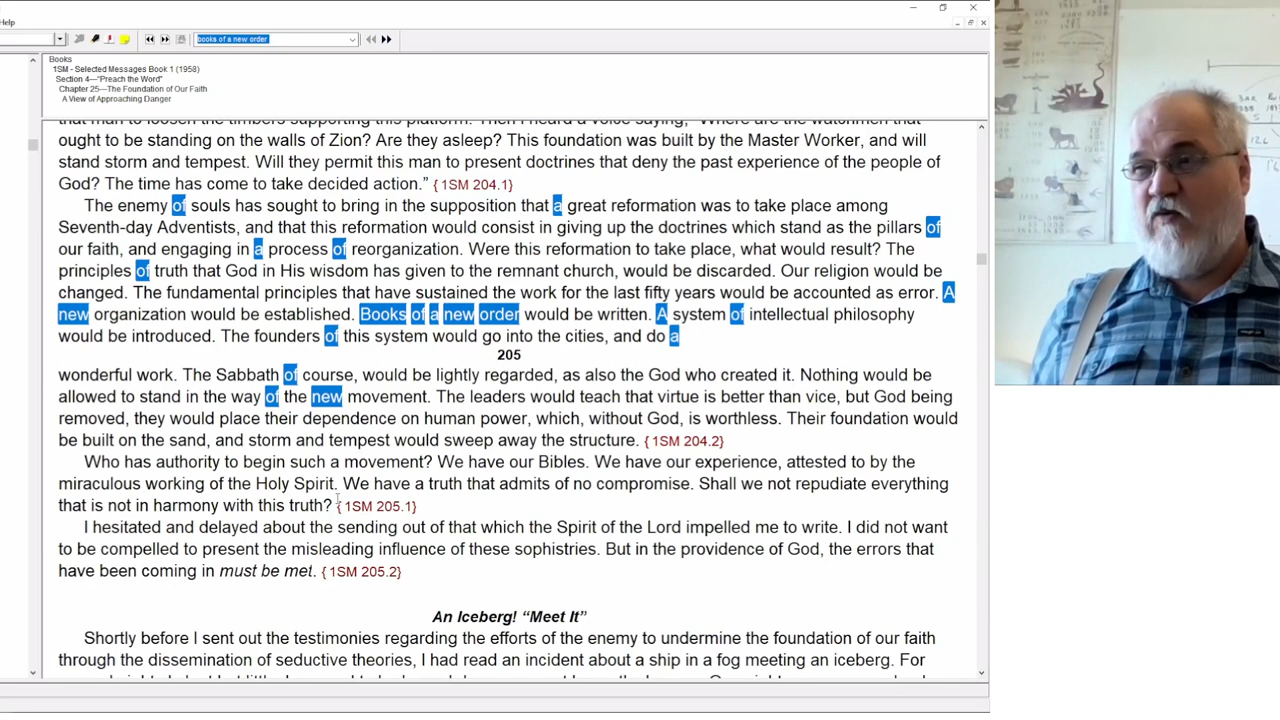 Help
books of a new order
Books
1SM - Selected Messages Book 1 (1958)
Section 4—“Preach the Word”
Chapter 25—The Foundation of Our Faith
A View of Approaching Danger
that man to loosen the timbers supporting this platform.
ought to be standing on the walls of Zion? Are they asleep? This foundation was built by the Master Worker, and will
stand storm and tempest. Will they permit this man to present doctrines that deny the past experience of the people of
God? The time has come to take decided action.” {1SM 204.1}
The enemy of souls has sought to bring in the supposition that a great reformation was to take place among
Seventh-day Adventists, and that this reformation would consist in giving up the doctrines which stand as the pillars of
our faith, and engaging in a process of reorganization. Were this reformation to take place, what would result? The
principles of truth that God in His wisdom has given to the remnant church, would be discarded. Our religion would be
changed. The fundamental principles that have sustained the work for the last fifty years would be accounted as error. A
new organization would be established. Books of a new order would be written. A system of intellectual philosophy
would be introduced. The founders of this system would go into the cities, and do a
205
wonderful work. The Sabbath of course, would be lightly regarded, as also the God who created it. Nothing would be
allowed to stand in the way of the new movement. The leaders would teach that virtue is better than vice, but God being
removed, they would place their dependence on human power, which, without God, is worthless. Their foundation would
be built on the sand, and storm and tempest would sweep away the structure. {1SM 204.2}
Who has authority to begin such a movement? We have our Bibles. We have our experience, attested to by the
miraculous working of the Holy Spirit. We have a truth that admits of no compromise. Shall we not repudiate everything
that is not in harmony with this truth? {1SM 205.1}
I hesitated and delayed about the sending out of that which the Spirit of the Lord impelled me to write. I did not want
to be compelled to present the misleading influence of these sophistries. But in the providence of God, the errors that
have been coming in must be met. {1SM 205.2}
An Iceberg! “Meet It”
Shortly before I sent out the testimonies regarding the efforts of the enemy to undermine the foundation of our faith
through the dissemination of seductive theories, I had read an incident about a ship in a fog meeting an iceberg. For